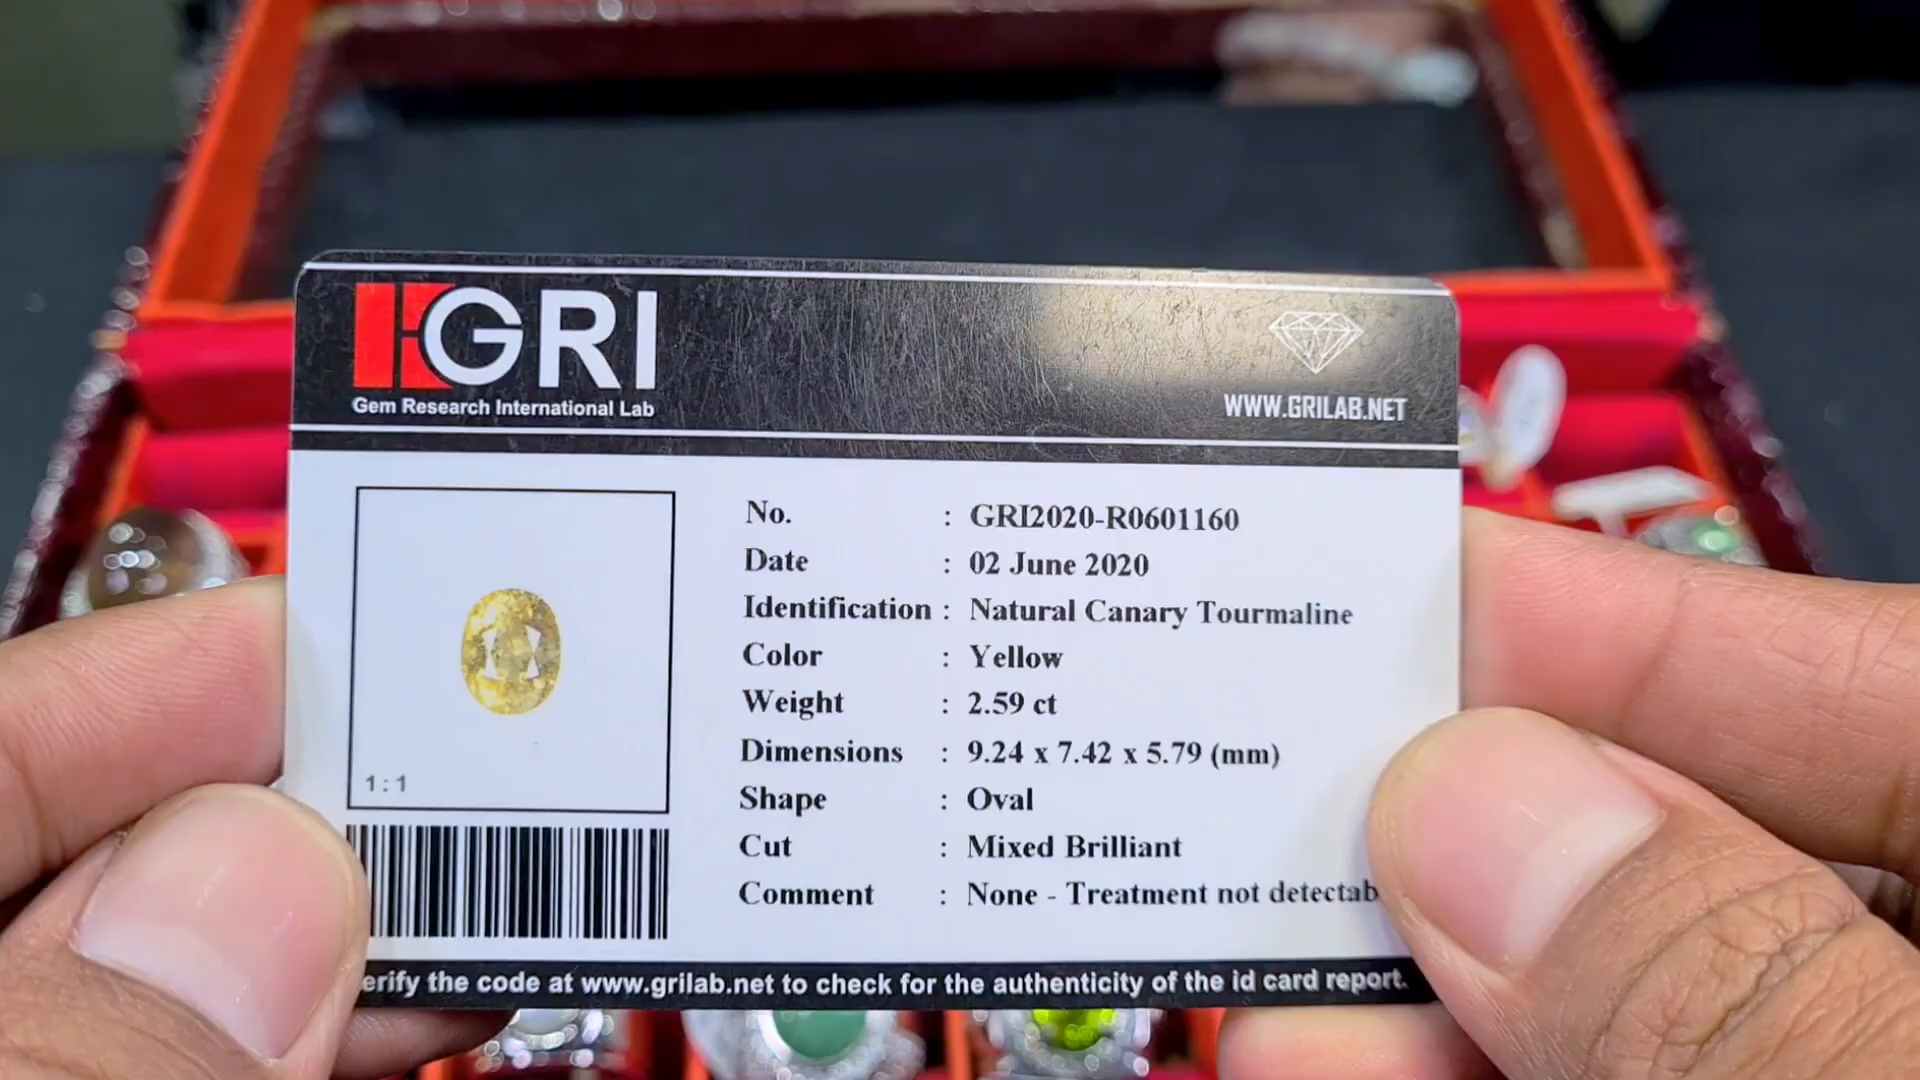 GRI
Gem Research International Lab
WWW.GRILAB.NET
No. : GRI2020-R0601160
Date : 02 June 2020
Identification : Natural Canary Tourmaline
Color : Yellow
Weight : 2.59 ct
Dimensions : 9.24 x 7.42 x 5.79 (mm)
Shape : Oval
Cut : Mixed Brilliant
Comment : None - Treatment not detectab
1:1
erify the code at www.grilab.net to check for the authenticity of the id card report.